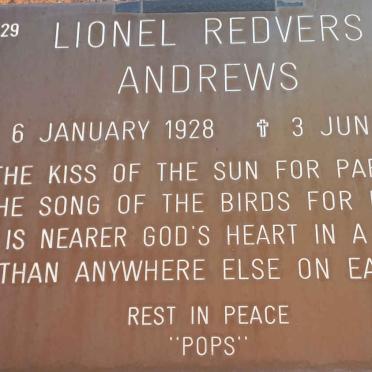 29
LIONEL REDVERS
ANDREWS
6 JANUARY 1928 ✝ 3 JUN
THE KISS OF THE SUN FOR PAR
THE SONG OF THE BIRDS FOR
IS NEARER GOD'S HEART IN A
THAN ANYWHERE ELSE ON EA
REST IN PEACE
"POPS"